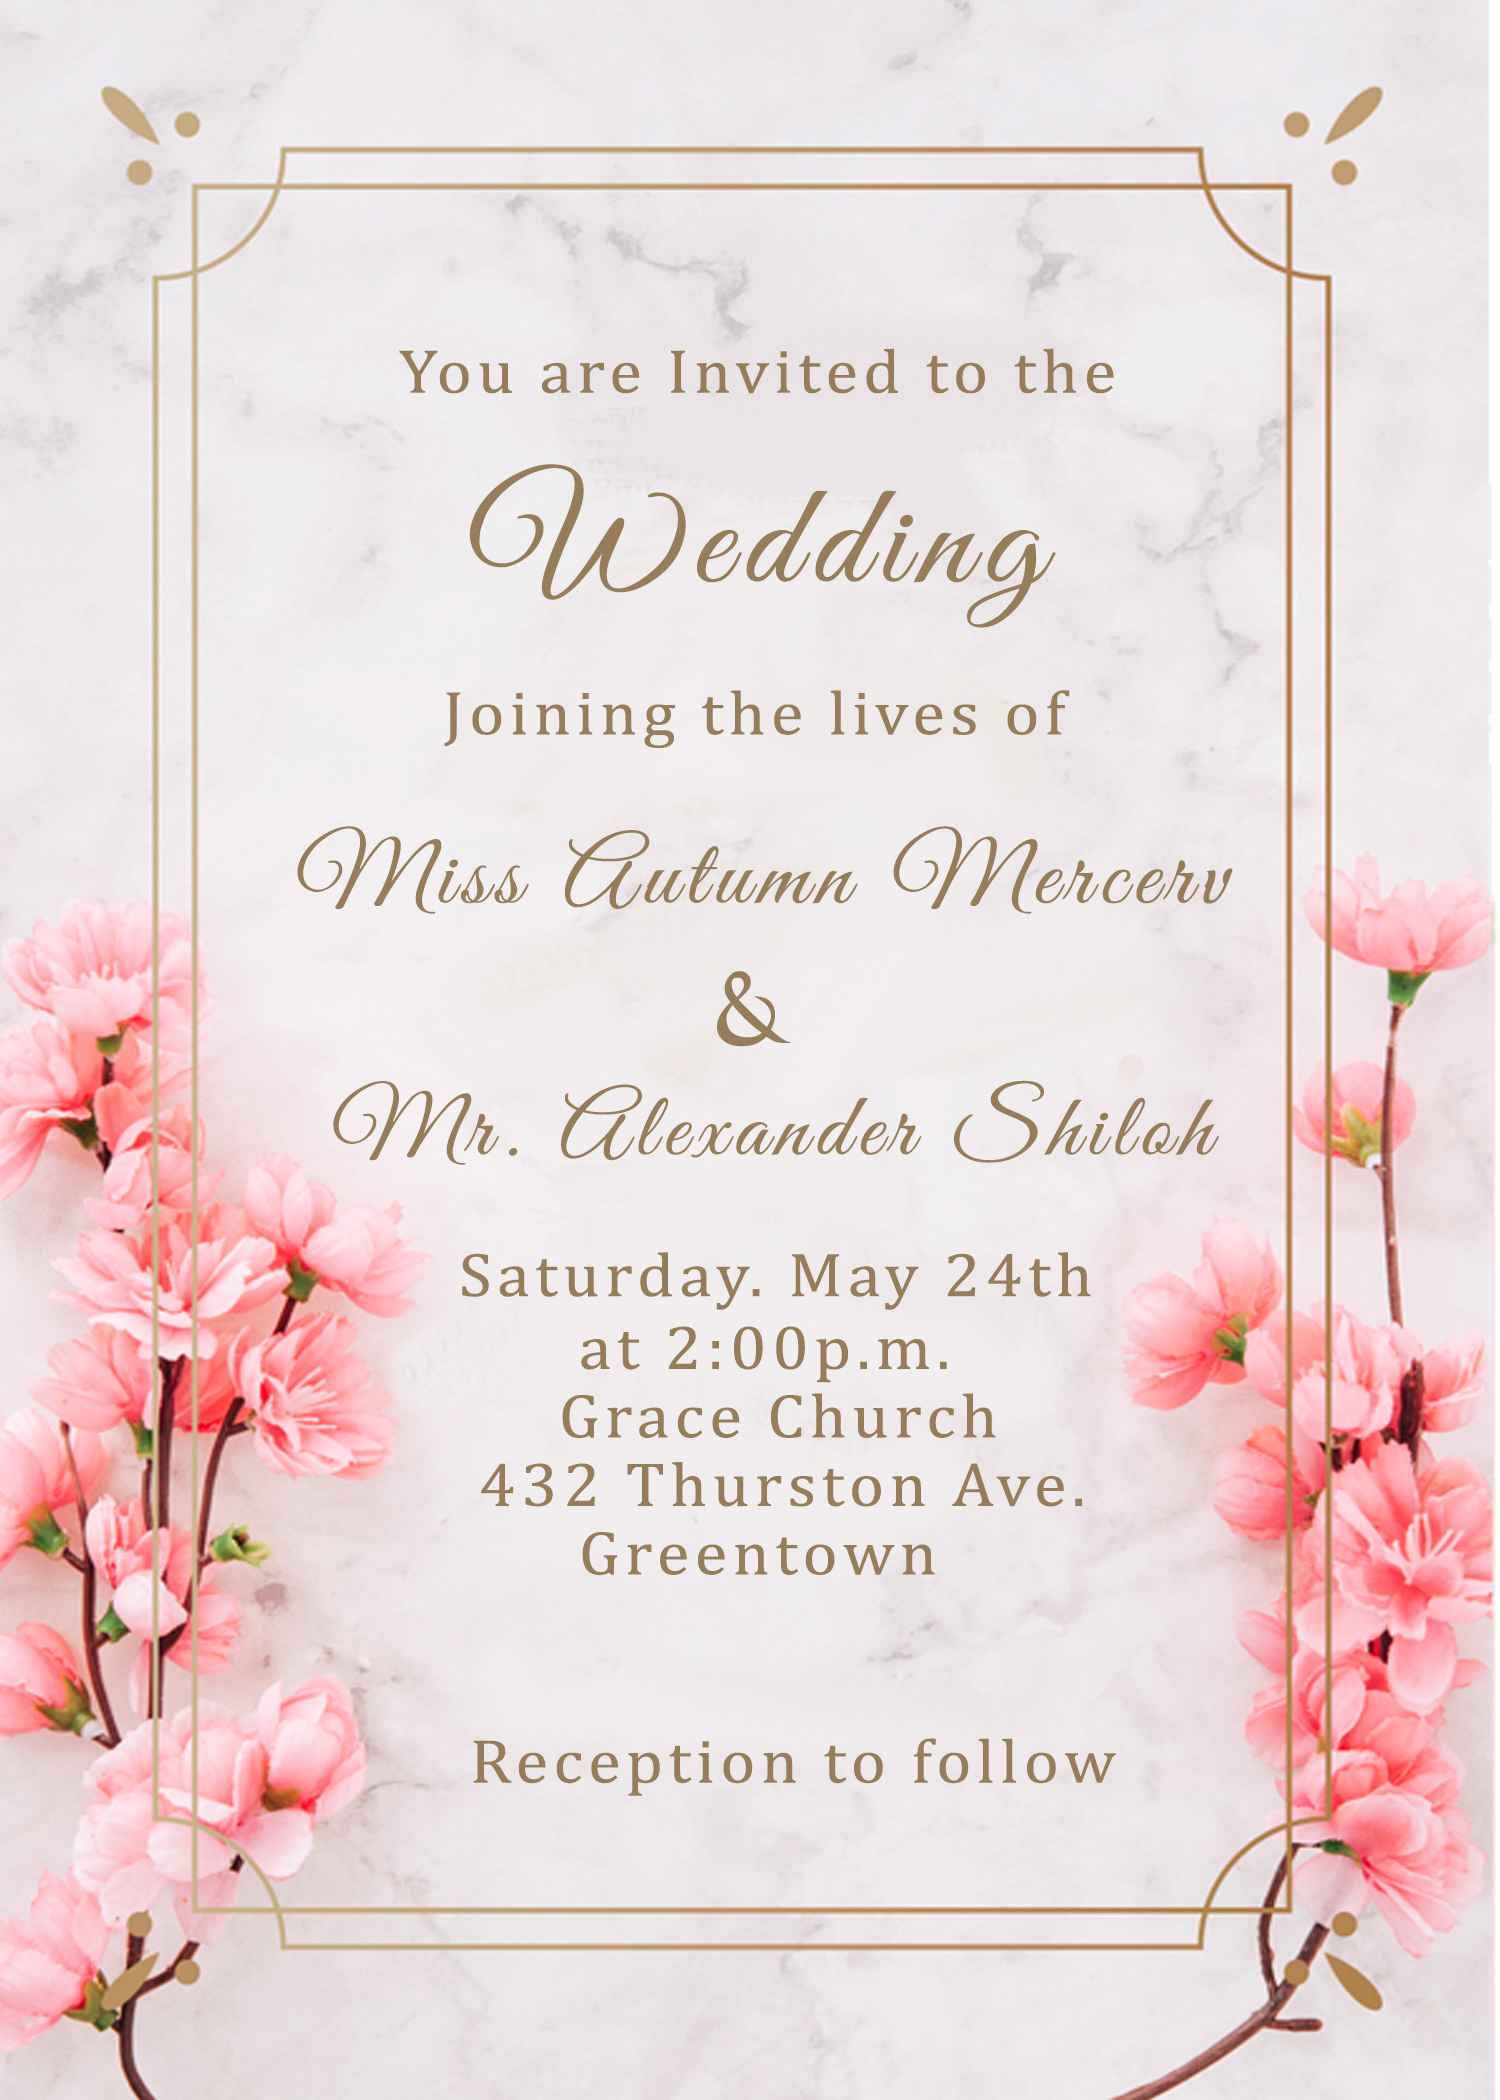 You are Invited to the
Wedding
Joining the lives of
Miss Autumn Mercerv
&
Mr. Alexander Shiloh
Saturday. May 24th
at 2:00p.m.
Grace Church
432 Thurston Ave.
Greentown
Reception to follow